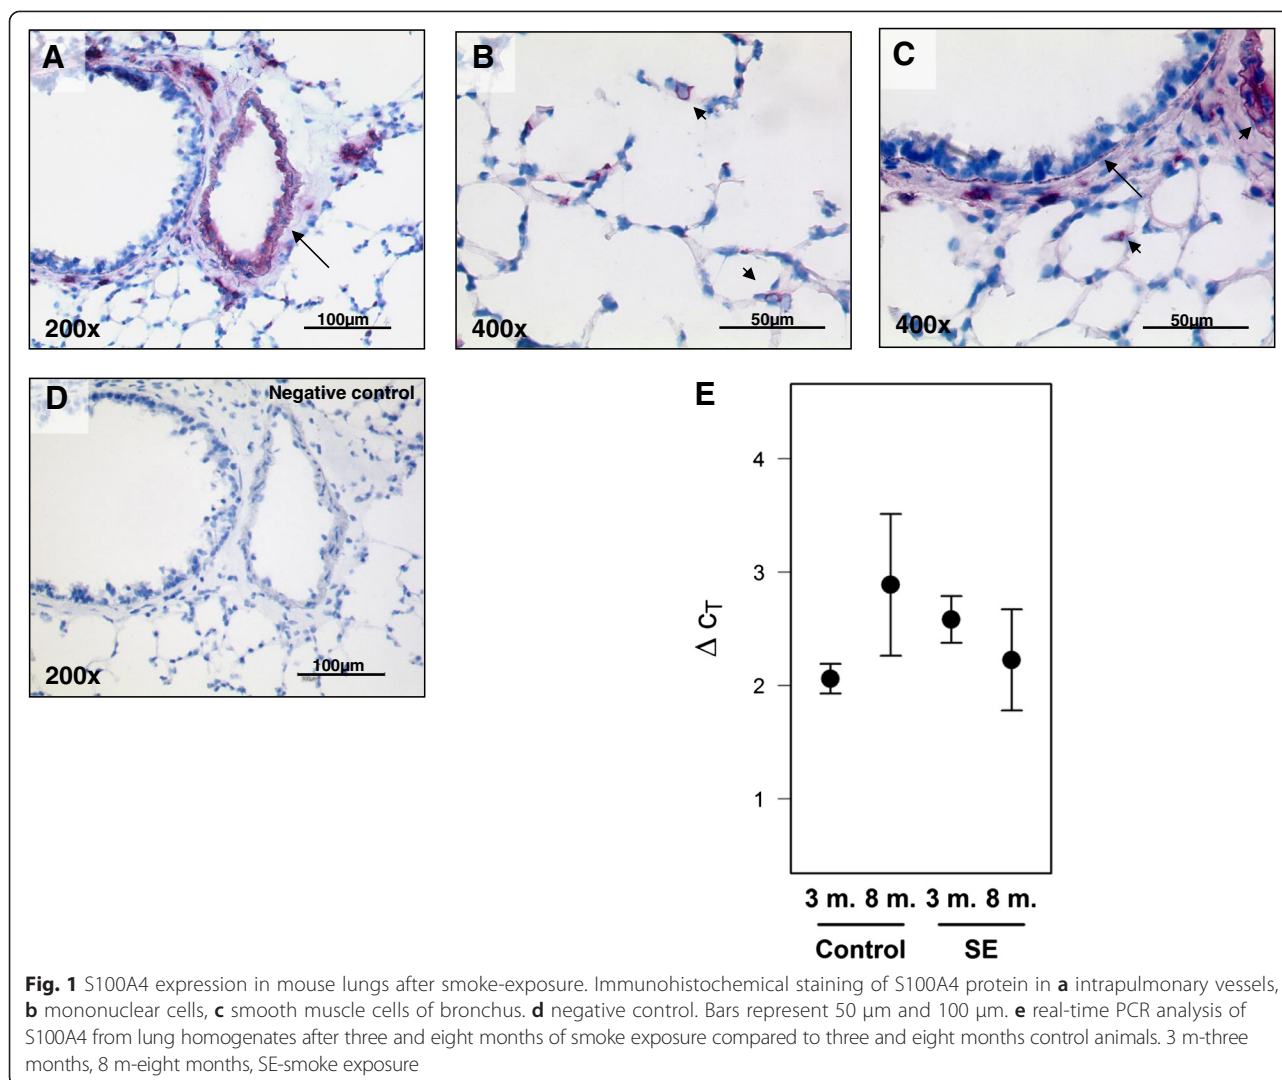 A
200x
100µm
B
400x
50µm
C
400x
50µm
D
Negative control
200x
100µm
E
4
3
2
1
Δ CT
3 m. 8 m. 3 m. 8 m.
Control SE
Fig. 1 S100A4 expression in mouse lungs after smoke-exposure. Immunohistochemical staining of S100A4 protein in a intrapulmonary vessels,
b mononuclear cells, c smooth muscle cells of bronchus. d negative control. Bars represent 50 µm and 100 µm. e real-time PCR analysis of
S100A4 from lung homogenates after three and eight months of smoke exposure compared to three and eight months control animals. 3 m-three
months, 8 m-eight months, SE-smoke exposure